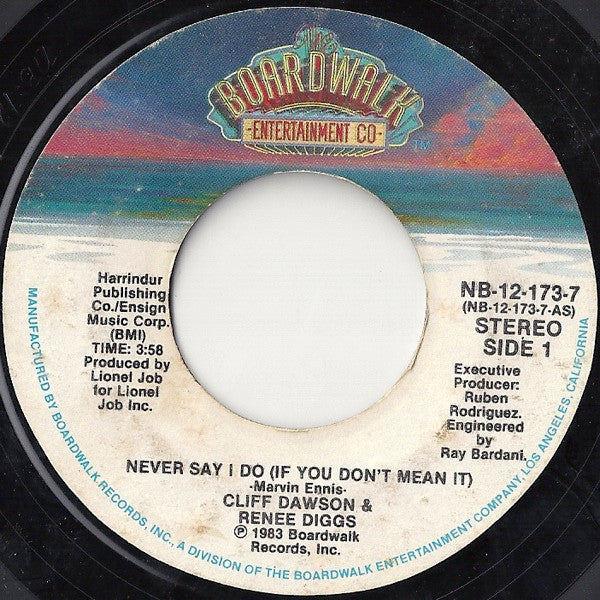 The
BOARDWALK
-ENTERTAINMENT CO-
TM
Harrindur
Publishing
Co./Ensign
Music Corp.
(BMI)
TIME: 3:58
Produced by
Lionel Job
for Lionel
Job Inc.
NB-12-173-7
(NB-12-173-7-AS)
STEREO
SIDE 1
Executive
Producer:
Ruben
Rodriguez.
Engineered
by
Ray Bardani.
NEVER SAY I DO (IF YOU DON'T MEAN IT)
-Marvin Ennis-
CLIFF DAWSON &
RENEE DIGGS
℗ 1983 Boardwalk
Records, Inc.
MANUFACTURED BY BOARDWALK RECORDS, INC., A DIVISION OF THE BOARDWALK ENTERTAINMENT COMPANY, LOS ANGELES, CALIFORNIA